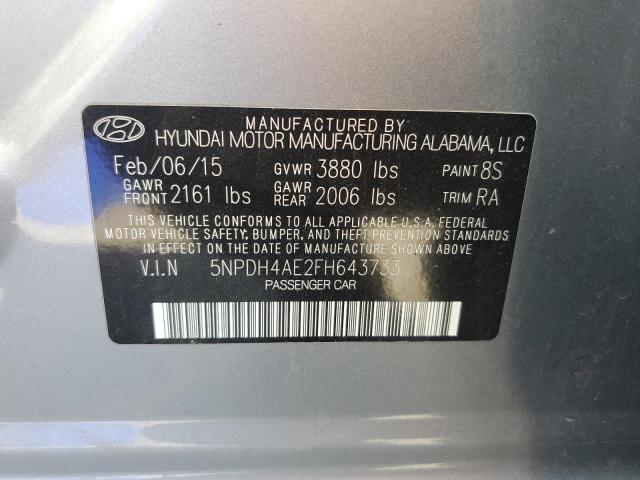 MANUFACTURED BY
HYUNDAI MOTOR MANUFACTURING ALABAMA, LLC
Feb/06/15 GVWR 3880 lbs PAINT 8S
GAWR FRONT 2161 lbs GAWR REAR 2006 lbs TRIM RA
THIS VEHICLE CONFORMS TO ALL APPLICABLE U.S.A. FEDERAL
MOTOR VEHICLE SAFETY, BUMPER, AND THEFT PREVENTION
STANDARDS IN EFFECT ON THE DATE OF MANUFACTURE SHOWN ABOVE
V.I.N 5NPDH4AE2FH643733
PASSENGER CAR